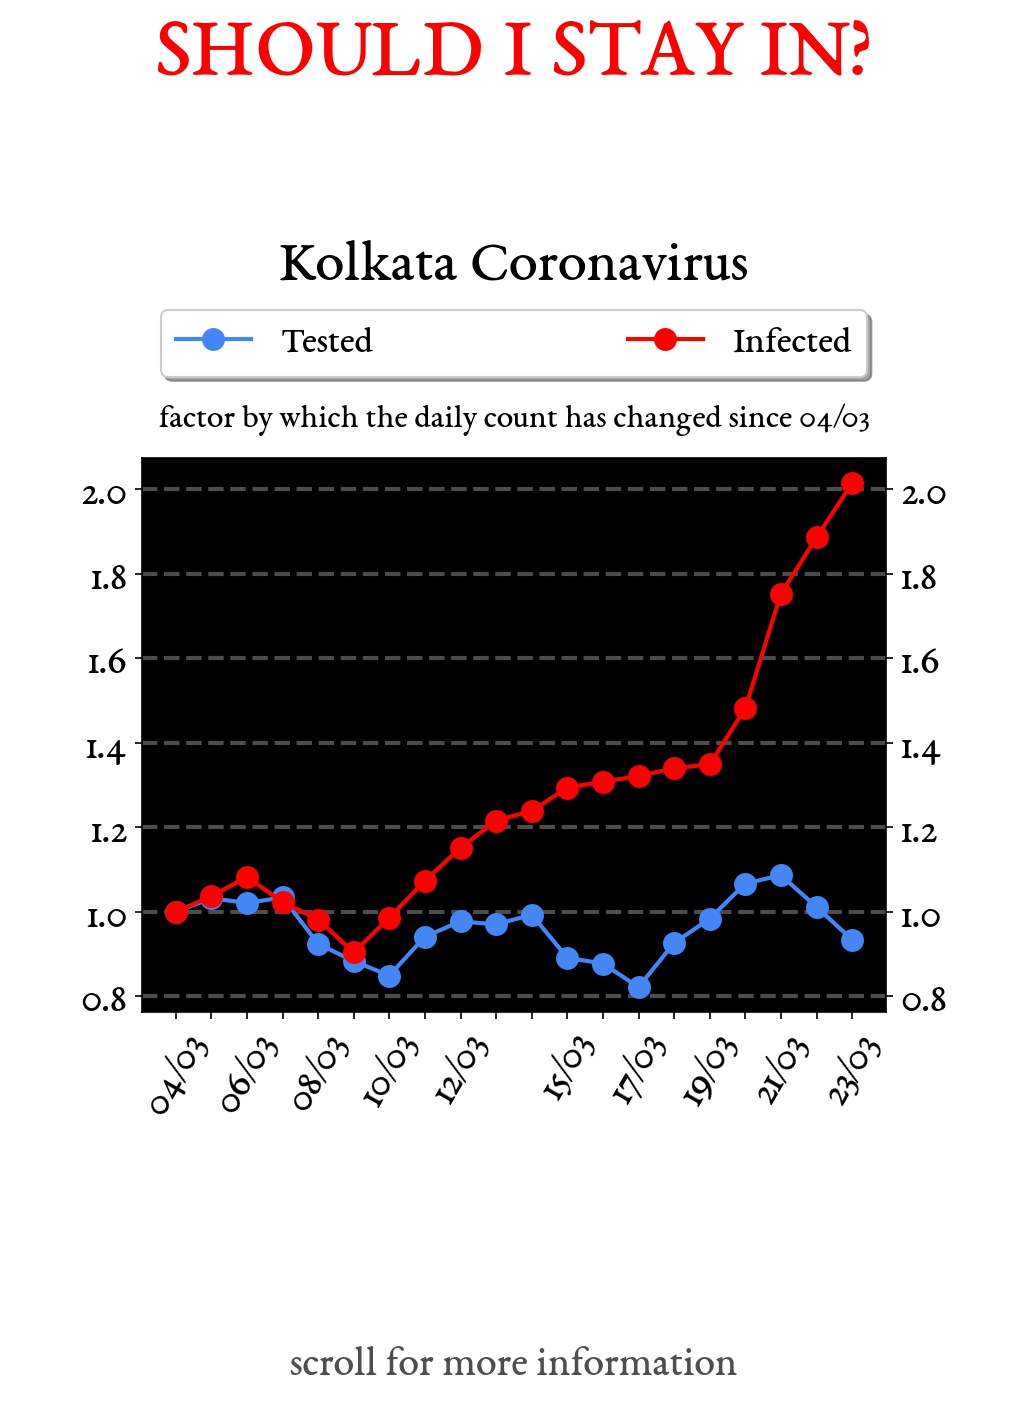 SHOULD I STAY IN?
Kolkata Coronavirus
Tested Infected
factor by which the daily count has changed since 04/03
2.0 2.0
1.8 1.8
1.6 1.6
1.4 1.4
1.2 1.2
1.0 1.0
0.8 0.8
04/03 06/03 08/03 10/03 12/03 15/03 17/03 19/03 21/03 23/03
scroll for more information